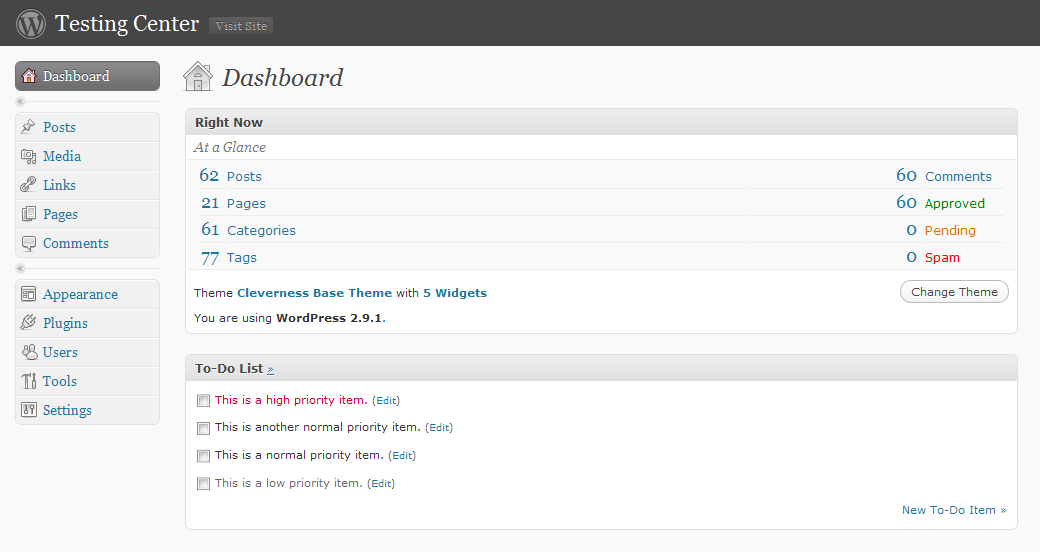 Testing Center Visit Site
Dashboard
«
Posts
Media
Links
Pages
Comments
«
Appearance
Plugins
Users
Tools
Settings
Dashboard
Right Now
At a Glance
62 Posts 60 Comments
21 Pages 60 Approved
61 Categories 0 Pending
77 Tags 0 Spam
Theme Cleverness Base Theme with 5 Widgets Change Theme
You are using WordPress 2.9.1.
To-Do List »
This is a high priority item. (Edit)
This is another normal priority item. (Edit)
This is a normal priority item. (Edit)
This is a low priority item. (Edit)
New To-Do Item »